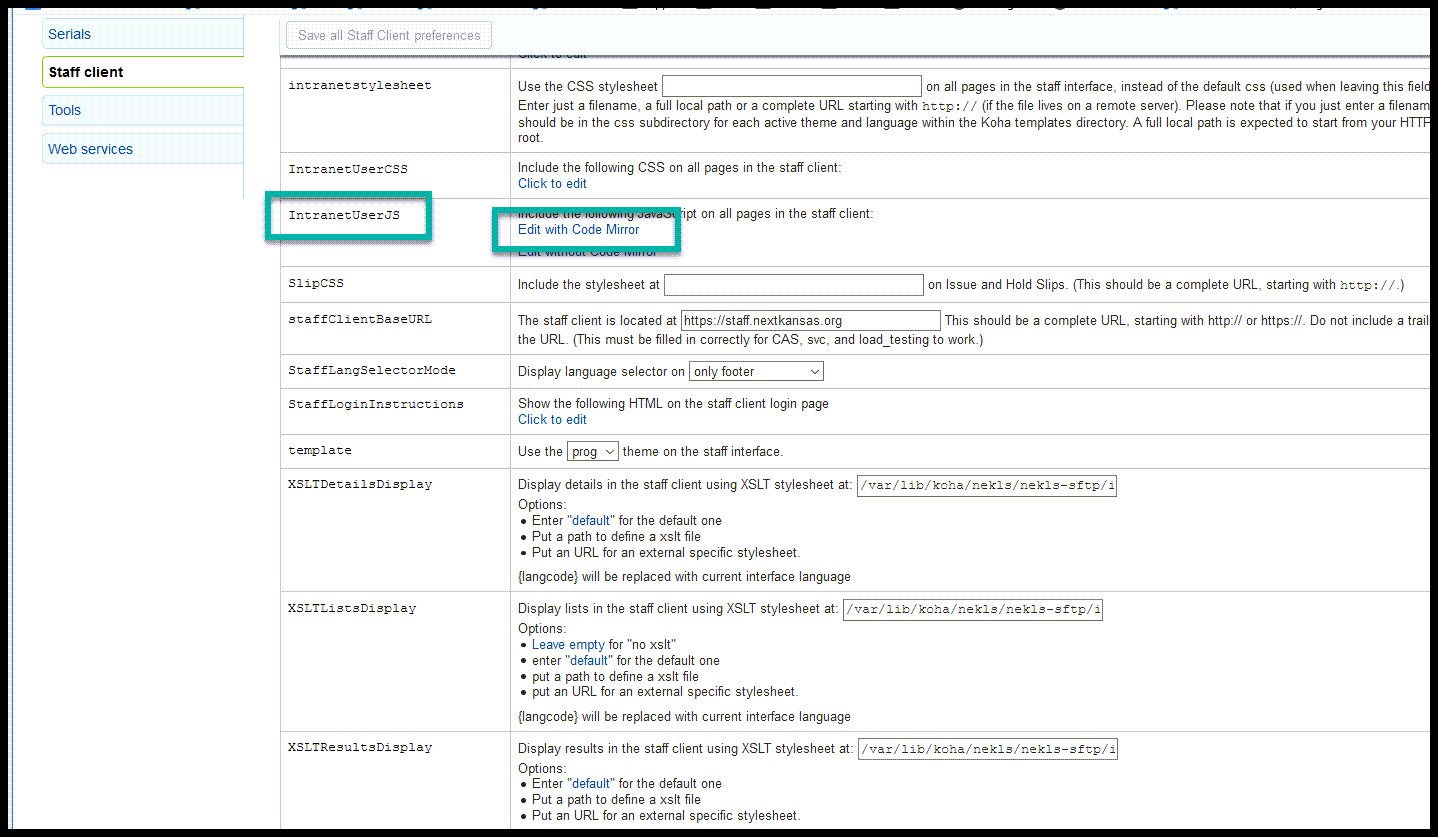 Serials
Staff client
Tools
Web services
Save all Staff Client preferences
Click to edit
intranetstylesheet
Use the CSS stylesheet on all pages in the staff interface, instead of the default css (used when leaving this field
Enter just a filename, a full local path or a complete URL starting with http:// (if the file lives on a remote server). Please note that if you just enter a filenam
should be in the css subdirectory for each active theme and language within the Koha templates directory. A full local path is expected to start from your HTTP
root.
IntranetUserCSS
Include the following CSS on all pages in the staff client:
Click to edit
IntranetUserJS
Include the following JavaScript on all pages in the staff client:
Edit with Code Mirror
Edit without Code Mirror
SlipCSS
Include the stylesheet at on Issue and Hold Slips. (This should be a complete URL, starting with http://.)
staffClientBaseURL
The staff client is located at https://staff.nextkansas.org This should be a complete URL, starting with http:// or https://. Do not include a trail
the URL. (This must be filled in correctly for CAS, svc, and load_testing to work.)
StaffLangSelectorMode
Display language selector on only footer
StaffLoginInstructions
Show the following HTML on the staff client login page
Click to edit
template
Use the prog theme on the staff interface.
XSLTDetailsDisplay
Display details in the staff client using XSLT stylesheet at: /var/lib/koha/nekls/nekls-sftp/i
Options:
• Enter "default" for the default one
• Put a path to define a xslt file
• Put an URL for an external specific stylesheet.
{langcode} will be replaced with current interface language
XSLTListsDisplay
Display lists in the staff client using XSLT stylesheet at: /var/lib/koha/nekls/nekls-sftp/i
Options:
• Leave empty for "no xslt"
• enter "default" for the default one
• put a path to define a xslt file
• put an URL for an external specific stylesheet.
{langcode} will be replaced with current interface language
XSLTResultsDisplay
Display results in the staff client using XSLT stylesheet at: /var/lib/koha/nekls/nekls-sftp/i
Options:
• Enter "default" for the default one
• Put a path to define a xslt file
• Put an URL for an external specific stylesheet.